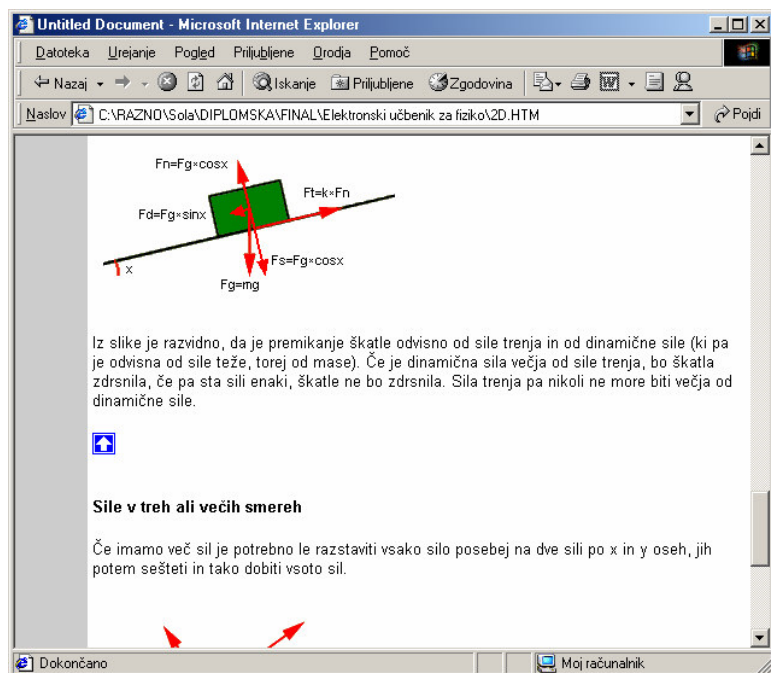 Untitled Document - Microsoft Internet Explorer
Datoteka Urejanje Pogled Priljubljene Orodja Pomoč
Nazaj Iskanje Priljubljene Zgodovina
Naslov C:\RAZNO\Sola\DIPLOMSKA\FINAL\Elektronski učbenik za fiziko\2D.HTM Pojdi
Fn=Fg×cosx
Ft=k×Fn
Fd=Fg×sinx
x
Fs=Fg×cosx
Fg=mg
Iz slike je razvidno, da je premikanje škatle odvisno od sile trenja in od dinamične sile (ki pa
je odvisna od sile teže, torej od mase). Če je dinamična sila večja od sile trenja, bo škatla
zdrsnila, če pa sta sili enaki, škatle ne bo zdrsnila. Sila trenja pa nikoli ne more biti večja od
dinamične sile.
Sile v treh ali večih smereh
Če imamo več sil je potrebno le razstaviti vsako silo posebej na dve sili po x in y oseh, jih
potem sešteti in tako dobiti vsoto sil.
Dokončano Moj računalnik